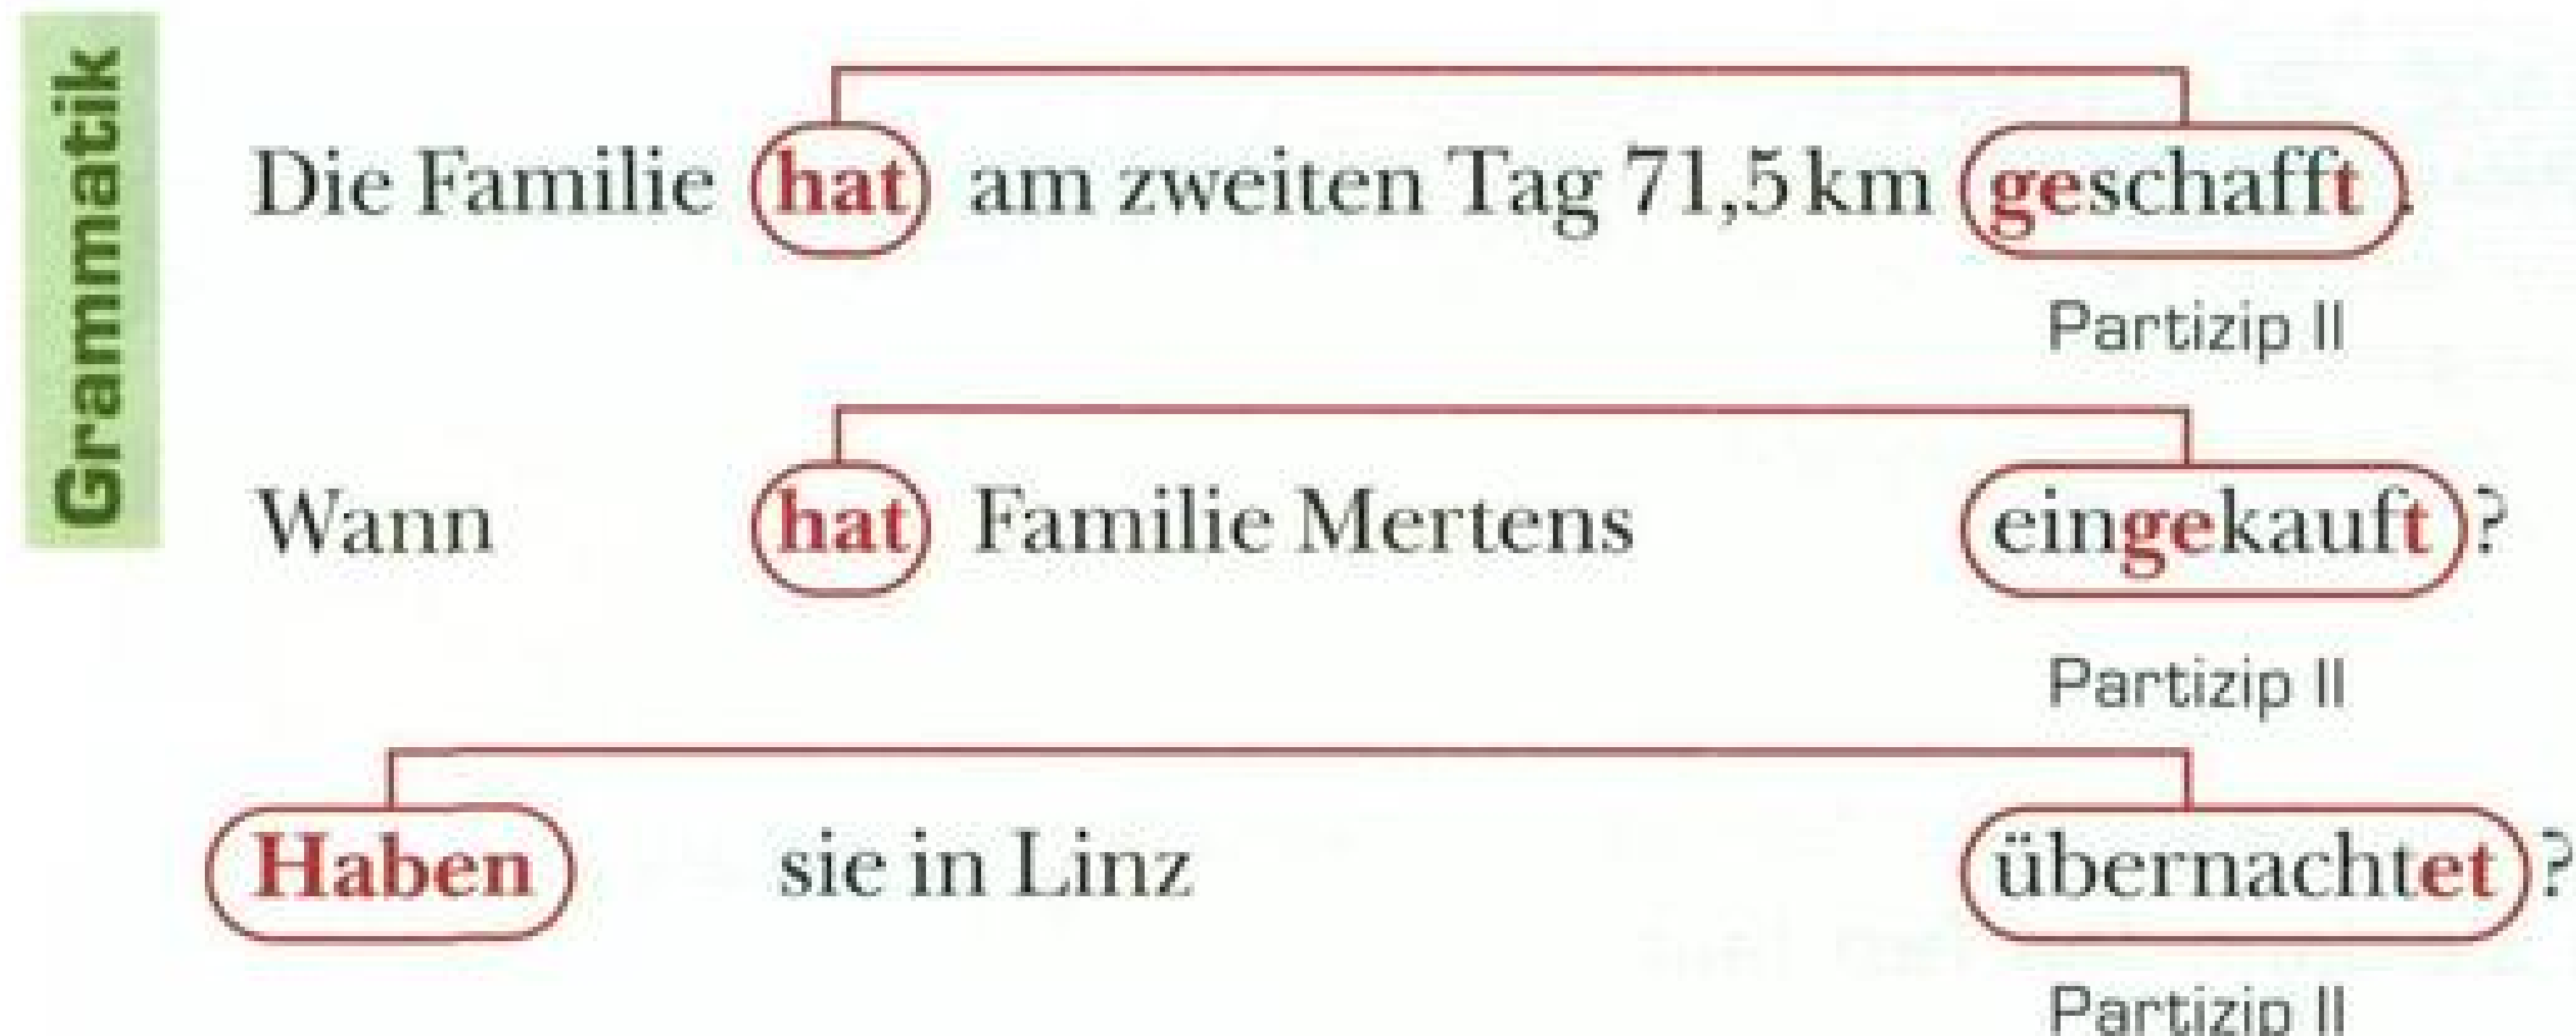 Grammatik
Die Familie hat am zweiten Tag 71,5 km geschafft.
Partizip II
Wann hat Familie Mertens eingekauft?
Partizip II
Haben sie in Linz übernachtet?
Partizip II